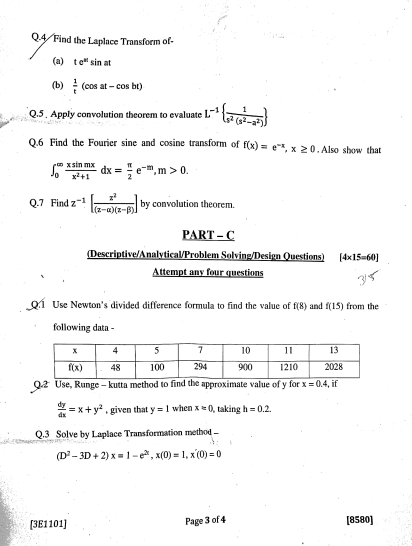 Q.4 Find the Laplace Transform of-
(a) t e^{at} sin at
(b) \frac{1}{t} (cos at – cos bt)
Q.5 Apply convolution theorem to evaluate L^{-1} \left\{\frac{1}{s^2 (s^2-a^2)}\right\}
Q.6 Find the Fourier sine and cosine transform of f(x) = e^{-x}, x ≥ 0. Also show that
\int_0^∞ \frac{x sin mx}{x^2+1} dx = \frac{π}{2} e^{-m}, m > 0.
Q.7 Find z^{-1} \left[\frac{z^2}{(z-α)(z-β)}\right] by convolution theorem.
PART – C
(Descriptive/Analytical/Problem Solving/Design Questions) [4x15=60]
Attempt any four questions
Q.1 Use Newton's divided difference formula to find the value of f(8) and f(15) from the
following data -
x 4 5 7 10 11 13
f(x) 48 100 294 900 1210 2028
Q.2 Use, Runge – kutta method to find the approximate value of y for x = 0.4, if
\frac{dy}{dx} = x + y^2, given that y = 1 when x = 0, taking h = 0.2.
Q.3 Solve by Laplace Transformation method –
(D^2 – 3D + 2) x = 1 – e^{2t}, x(0) = 1, x'(0) = 0
[3E1101] Page 3 of 4 [8580]